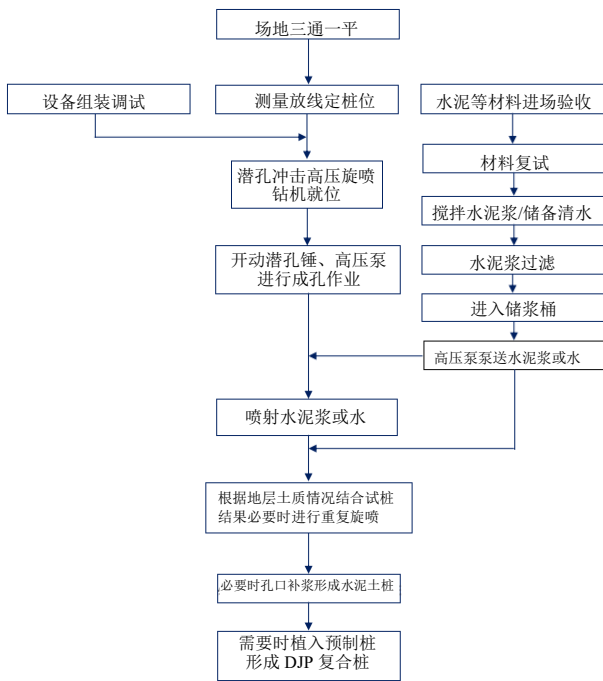 场地三通一平
设备组装调试
测量放线定桩位
水泥等材料进场验收
材料复试
潜孔冲击高压旋喷
钻机就位
搅拌水泥浆/储备清水
开动潜孔锤、高压泵
进行成孔作业
水泥浆过滤
进入储浆桶
高压泵泵送水泥浆或水
喷射水泥浆或水
根据地层土质情况结合试桩
结果必要时进行重复旋喷
必要时孔口补浆形成水泥土桩
需要时植入预制桩
形成 DJP 复合桩